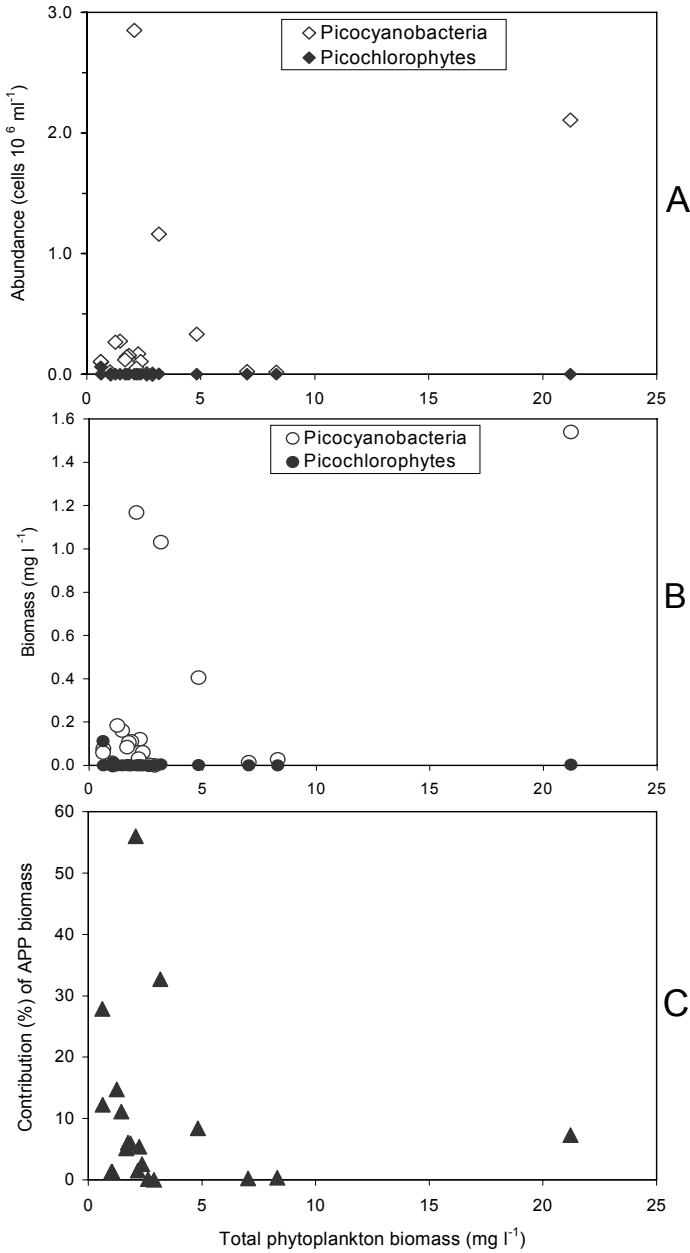 3.0
2.0
1.0
0.0
Abundance (cells 10⁶ ml⁻¹)
Picocyanobacteria
Picochlorophytes
A
0 5 10 15 20 25
1.6
1.4
1.2
1.0
0.8
0.6
0.4
0.2
0.0
Biomass (mg l⁻¹)
Picocyanobacteria
Picochlorophytes
B
0 5 10 15 20 25
60
50
40
30
20
10
0
Contribution (%) of APP biomass
C
0 5 10 15 20 25
Total phytoplankton biomass (mg l⁻¹)